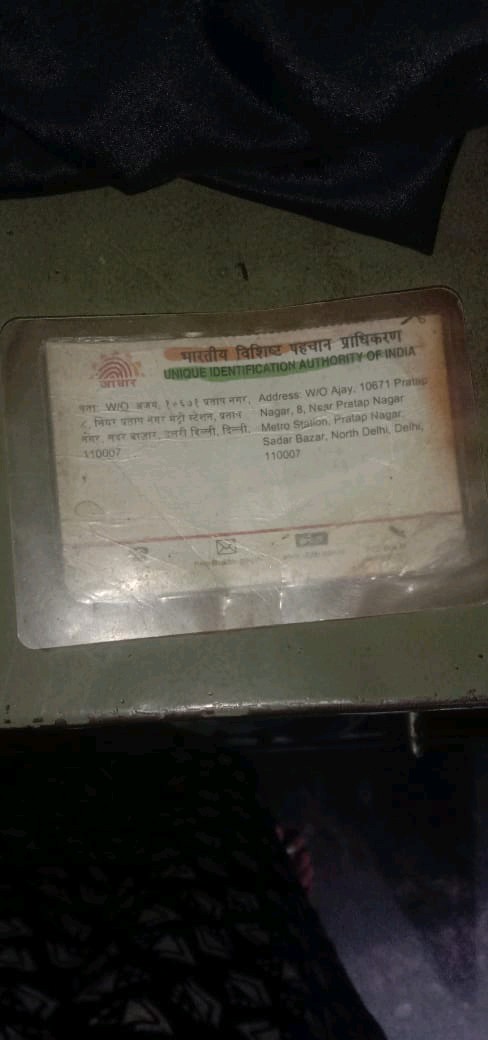 भारतीय विशिष्ट पहचान प्राधिकरण
UNIQUE IDENTIFICATION AUTHORITY OF INDIA
आधार
पता: W/O अजय, १०६७१ प्रताप नगर,
८, नियर प्रताप नगर मेट्री स्टेशन, प्रताप
नगर, सदर बाज़ार, उत्तरी दिल्ली, दिल्ली,
110007
Address: W/O Ajay, 10671 Pratap
Nagar, 8, Near Pratap Nagar
Metro Station, Pratap Nagar,
Sadar Bazar, North Delhi, Delhi,
110007